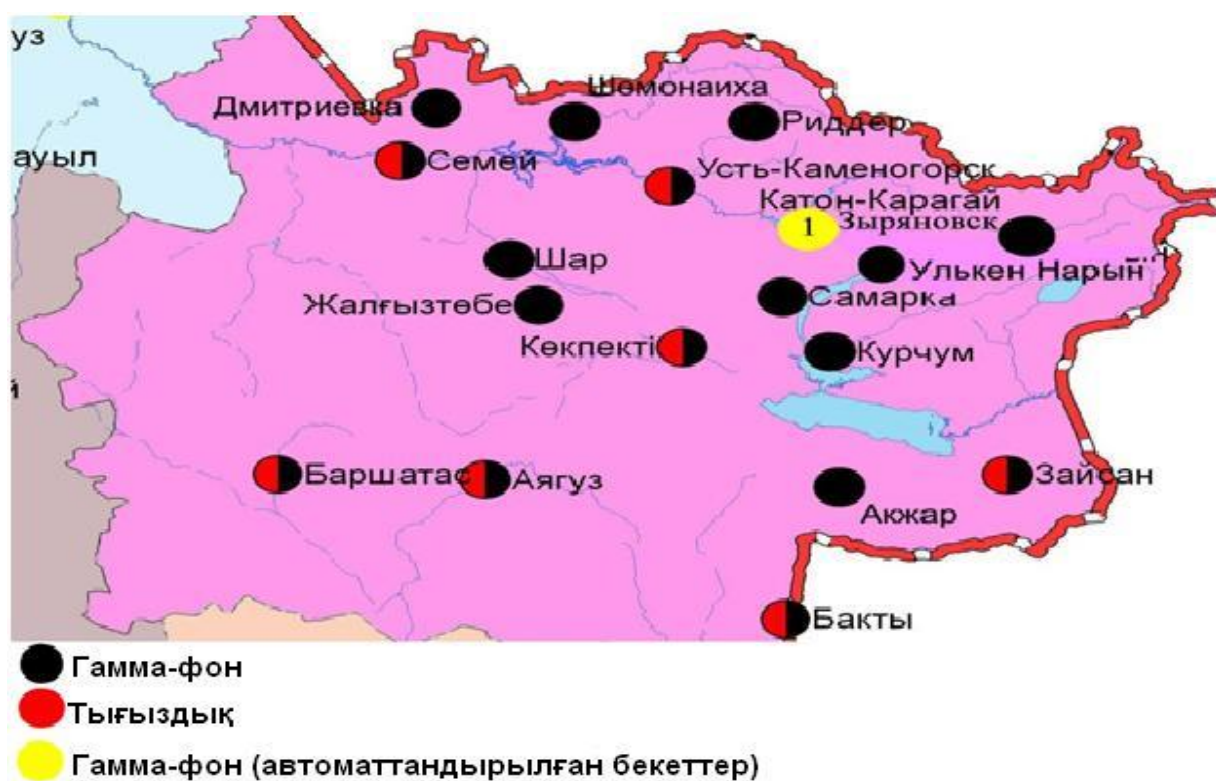 уз
Шемонаиха
Дмитриевка
Риддер
ауыл
Семей
Усть-Каменогорск
Катон-Карагай
1 Зыряновск
Шар
Улькен Нарын
Самарка
Жалғызтөбе
Көкпекті
Курчум
й
Баршатас
Аягуз
Зайсан
Акжар
Бакты
Гамма-фон
Тығыздық
Гамма-фон (автоматтандырылған бекеттер)